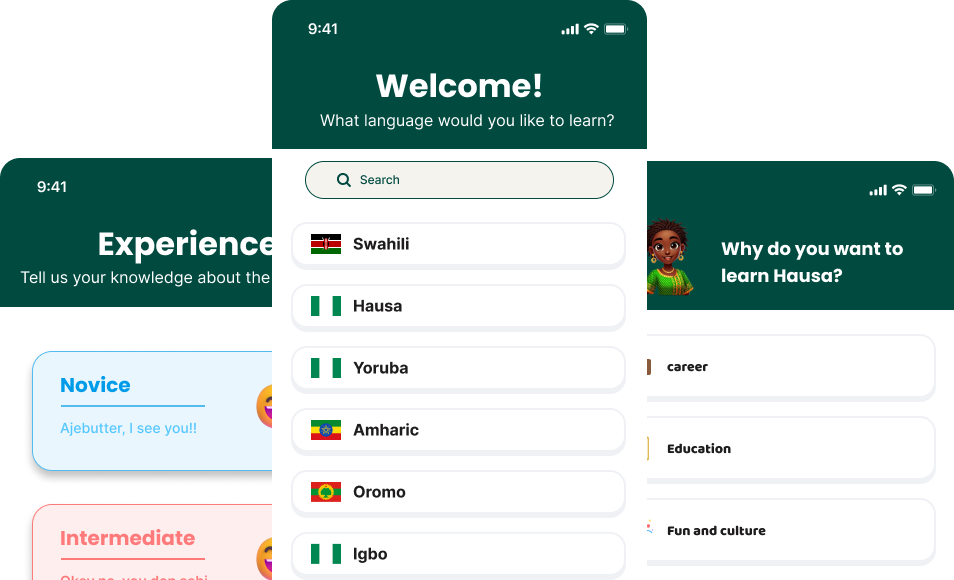 9:41
Experience
Tell us your knowledge about the
Novice
Ajebutter, I see you!!
Intermediate
9:41
Welcome!
What language would you like to learn?
Search
Swahili
Hausa
Yoruba
Amharic
Oromo
Igbo
Why do you want to
learn Hausa?
career
Education
Fun and culture